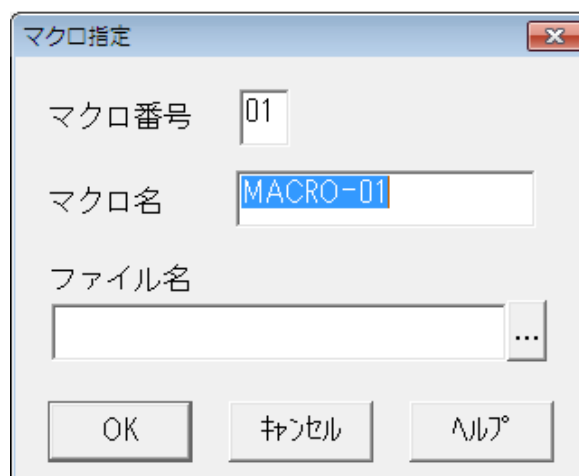 マクロ指定
マクロ番号 01
マクロ名 MACRO-01
ファイル名
...
OK ｷｬﾝｾﾙ ﾍﾙﾌﾟ